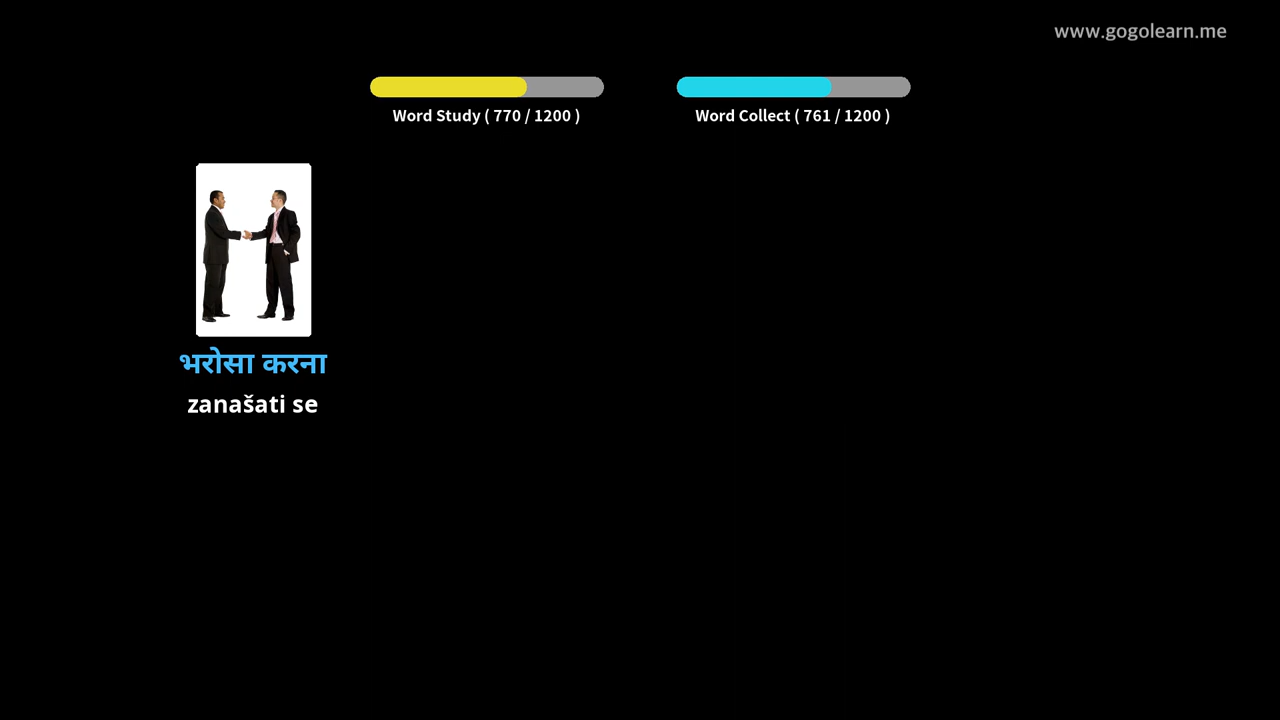 www.gogolearn.me
Word Study ( 770 / 1200 )
Word Collect ( 761 / 1200 )
भरोसा करना
zanašati se